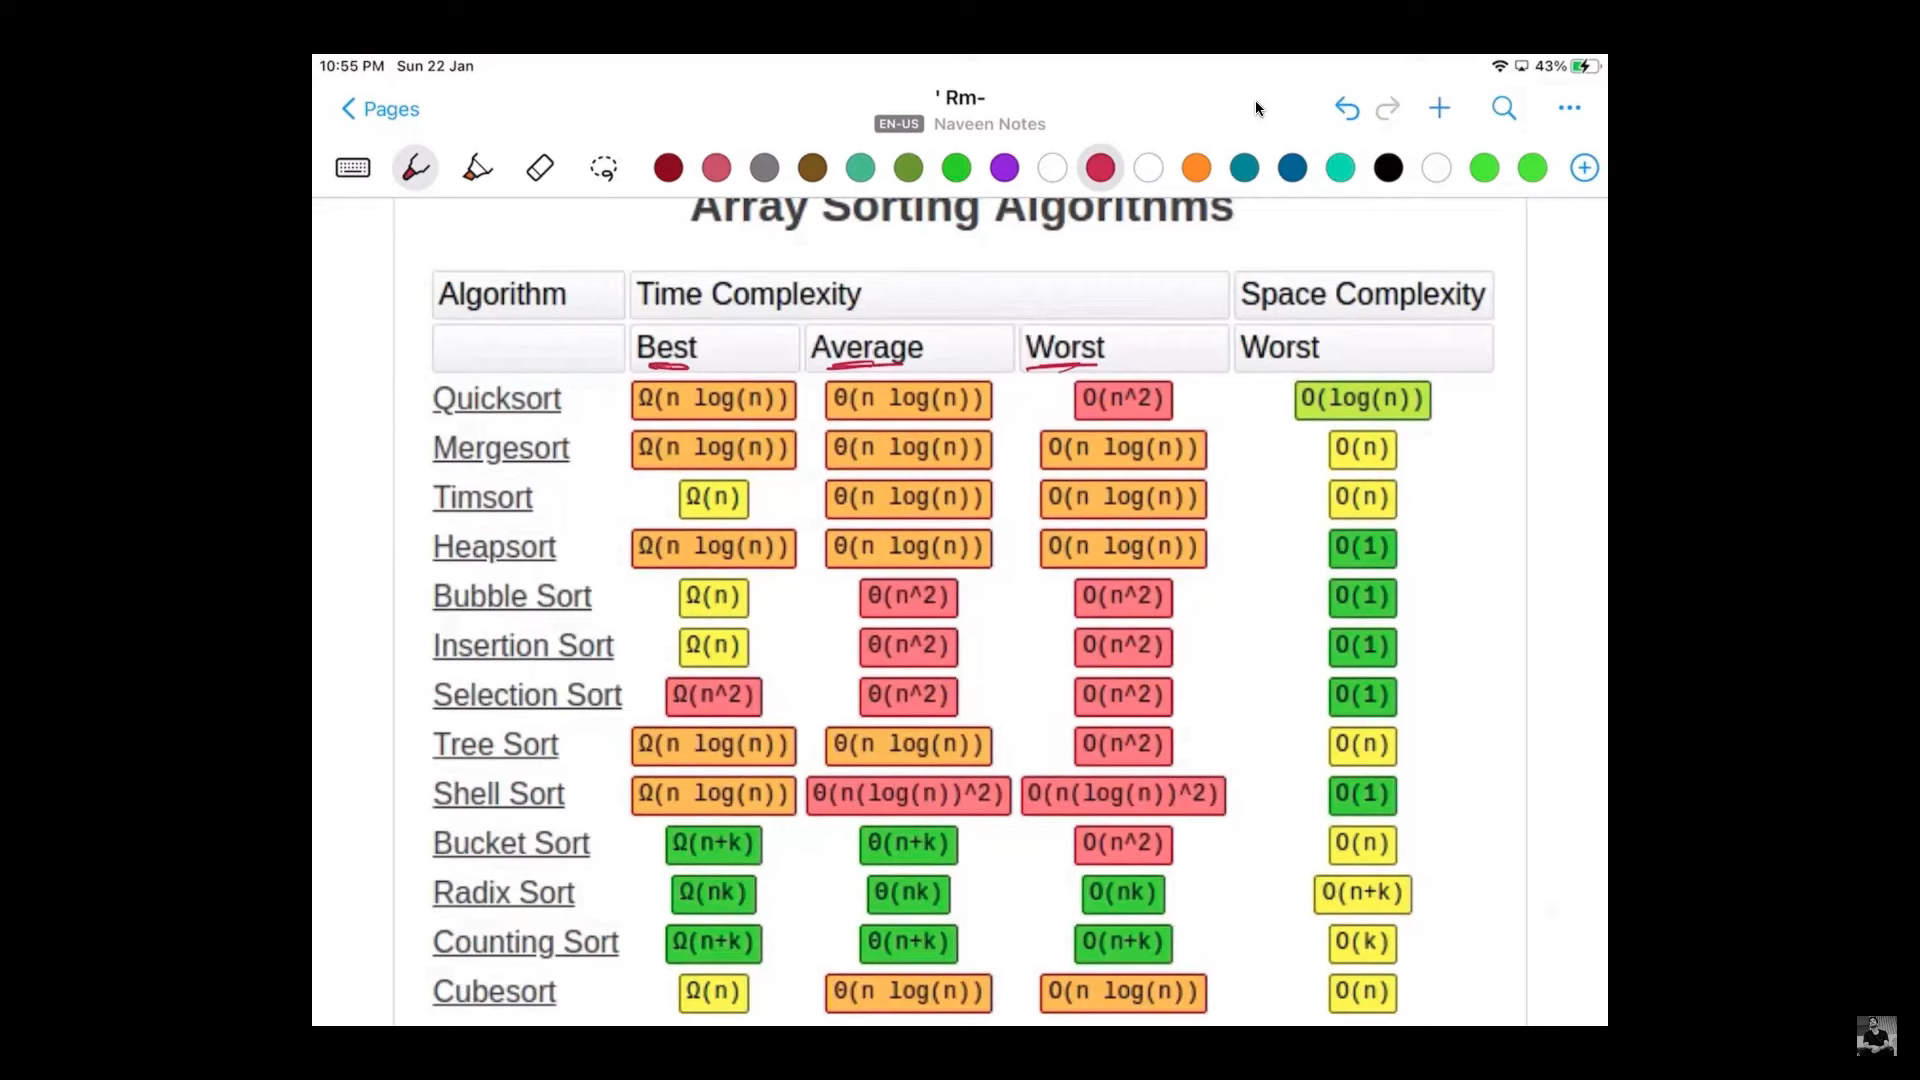 10:55 PM Sun 22 Jan 43%
Pages
' Rm-
EN-US Naveen Notes
Array Sorting Algorithms
Algorithm Time Complexity Space Complexity
Best Average Worst Worst
Quicksort Ω(n log(n)) Θ(n log(n)) O(n^2) O(log(n))
Mergesort Ω(n log(n)) Θ(n log(n)) O(n log(n)) O(n)
Timsort Ω(n) Θ(n log(n)) O(n log(n)) O(n)
Heapsort Ω(n log(n)) Θ(n log(n)) O(n log(n)) O(1)
Bubble Sort Ω(n) Θ(n^2) O(n^2) O(1)
Insertion Sort Ω(n) Θ(n^2) O(n^2) O(1)
Selection Sort Ω(n^2) Θ(n^2) O(n^2) O(1)
Tree Sort Ω(n log(n)) Θ(n log(n)) O(n^2) O(n)
Shell Sort Ω(n log(n)) Θ(n(log(n))^2) O(n(log(n))^2) O(1)
Bucket Sort Ω(n+k) Θ(n+k) O(n^2) O(n)
Radix Sort Ω(nk) Θ(nk) O(nk) O(n+k)
Counting Sort Ω(n+k) Θ(n+k) O(n+k) O(k)
Cubesort Ω(n) Θ(n log(n)) O(n log(n)) O(n)